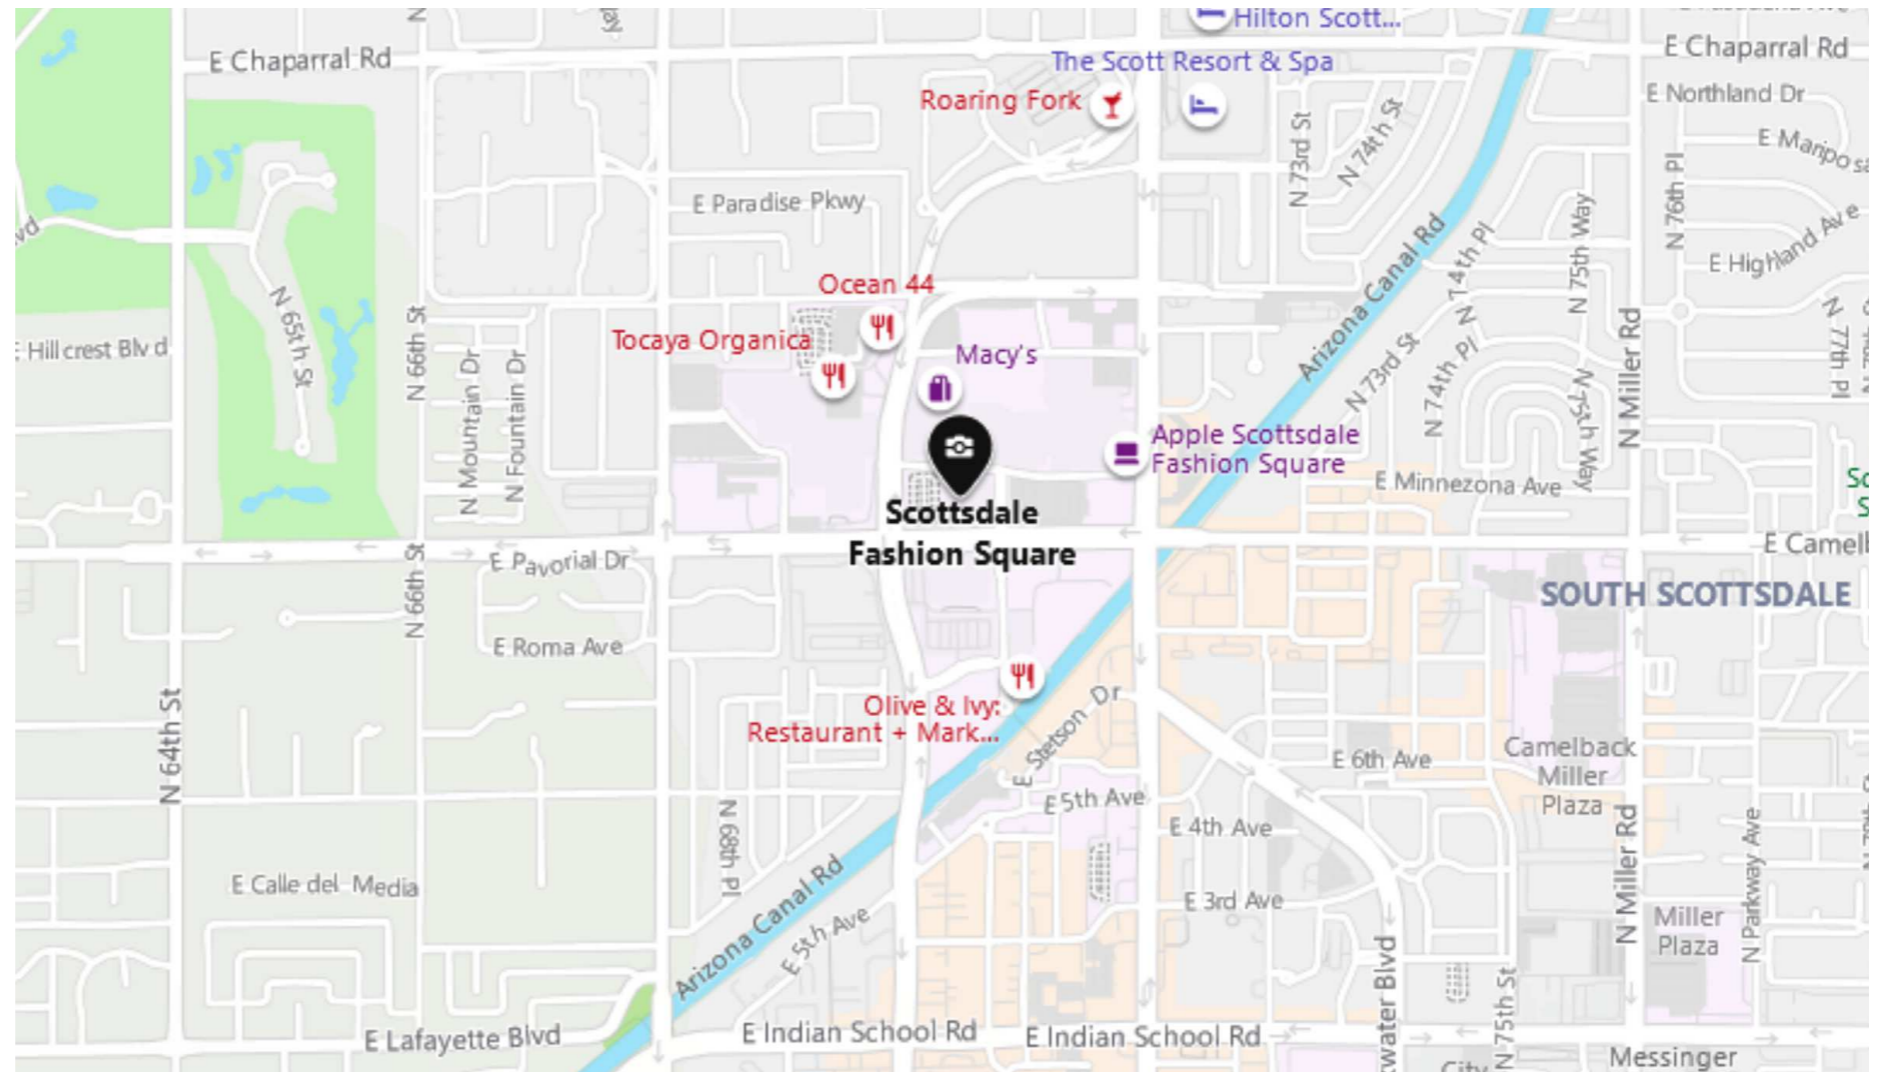 Hilton Scott...
E Chaparral Rd
E Chaparral Rd
The Scott Resort & Spa
Roaring Fork
E Northland Dr
E Mariposa
N 73rd St
N 74th St
N 76th Pl
E Paradise Pkwy
N 75th Way
E Highland Ave
Arizona Canal Rd
N 74th Pl
Ocean 44
Tocaya Organica
Macy's
N 65th St
N 66th St
E Hillcrest Blvd
N Mountain Dr
N Fountain Dr
N 73rd St
N 74th Pl
N 75th Way
N Miller Rd
N 77th Pl
Apple Scottsdale
Fashion Square
E Minnezona Ave
Scottsdale
Fashion Square
E Camelb
E Pavorial Dr
N 66th St
SOUTH SCOTTSDALE
E Roma Ave
N 64th St
Olive & Ivy:
Restaurant + Mark...
E Stetson Dr
E 6th Ave
Camelback
Miller
Plaza
E 5th Ave
E 4th Ave
N 68th Pl
E Calle del Media
Arizona Canal Rd
E 5th Ave
E 3rd Ave
N Miller Rd
N Parkway Ave
Miller
Plaza
kwater Blvd
N 75th St
E Lafayette Blvd
E Indian School Rd
E Indian School Rd
City
Messinger